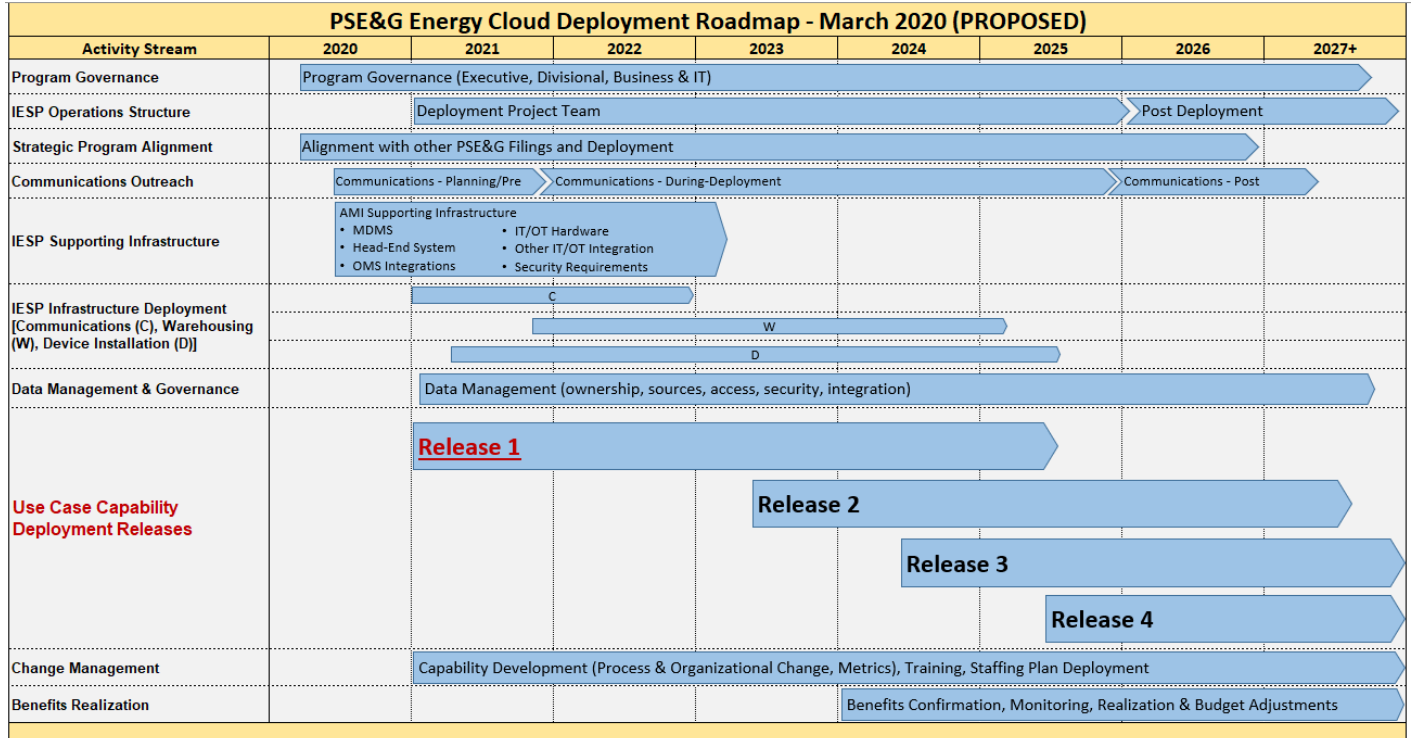 PSE&G Energy Cloud Deployment Roadmap - March 2020 (PROPOSED)
Activity Stream 2020 2021 2022 2023 2024 2025 2026 2027+
Program Governance
Program Governance (Executive, Divisional, Business & IT)
IESP Operations Structure
Deployment Project Team
Post Deployment
Strategic Program Alignment
Alignment with other PSE&G Filings and Deployment
Communications Outreach
Communications - Planning/Pre
Communications - During-Deployment
Communications - Post
IESP Supporting Infrastructure
AMI Supporting Infrastructure
• MDMS
• Head-End System
• OMS Integrations
• IT/OT Hardware
• Other IT/OT Integration
• Security Requirements
IESP Infrastructure Deployment
[Communications (C), Warehousing
(W), Device Installation (D)]
C
W
D
Data Management & Governance
Data Management (ownership, sources, access, security, integration)
Use Case Capability
Deployment Releases
Release 1
Release 2
Release 3
Release 4
Change Management
Capability Development (Process & Organizational Change, Metrics), Training, Staffing Plan Deployment
Benefits Realization
Benefits Confirmation, Monitoring, Realization & Budget Adjustments